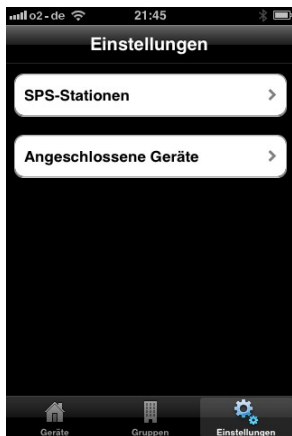 o2-de 21:45
Einstellungen
SPS-Stationen
Angeschlossene Geräte
Geräte Gruppen Einstellungen